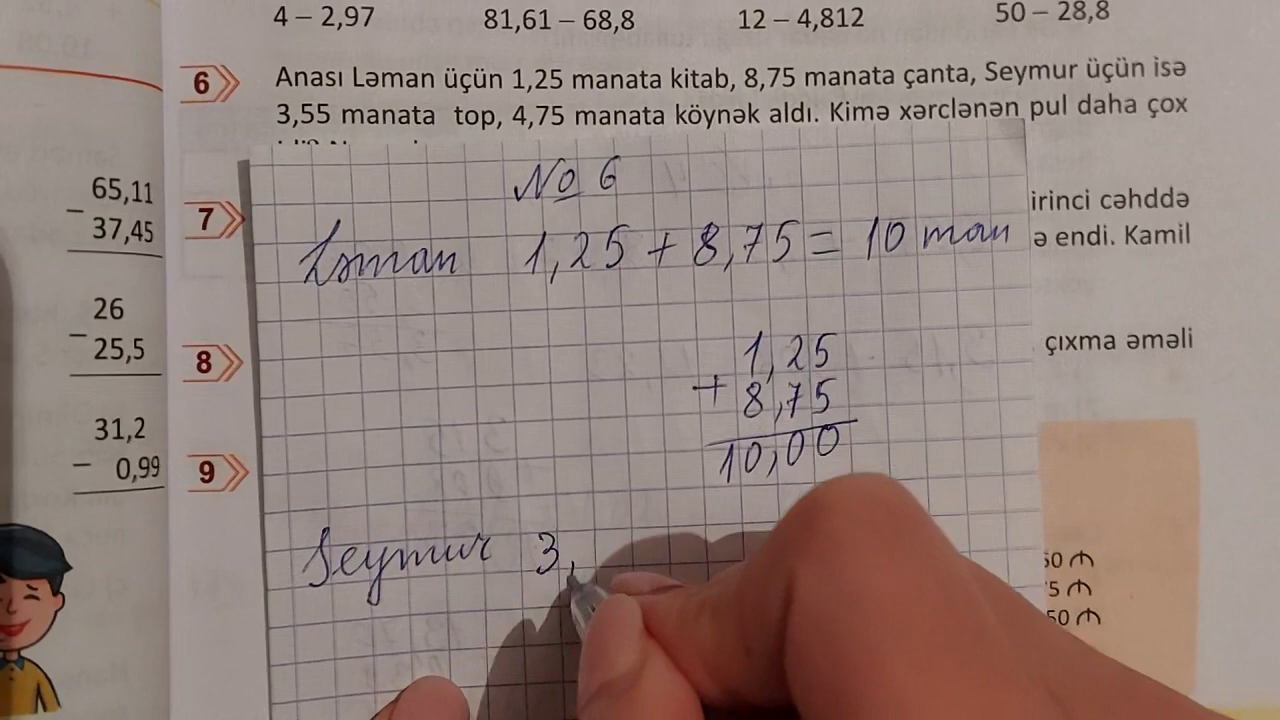 4 – 2,97 81,61 – 68,8 12 – 4,812 50 – 28,8
6 Anası Ləman üçün 1,25 manata kitab, 8,75 manata çanta, Seymur üçün isə
3,55 manata top, 4,75 manata köynək aldı. Kimə xərclənən pul daha çox
65,11
– 37,45
26
– 25,5
31,2
– 0,99
7
irinci cəhddə
ə endi. Kamil
8
çıxma əməli
9
№ 6
Ləman 1,25 + 8,75 = 10 man
1,25
+ 8,75
10,00
Seymur 3,
50 ₼
5 ₼
50 ₼